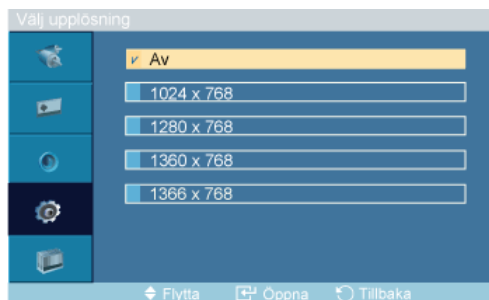 Välj upplösning
Av
1024 x 768
1280 x 768
1360 x 768
1366 x 768
Flytta Öppna Tillbaka